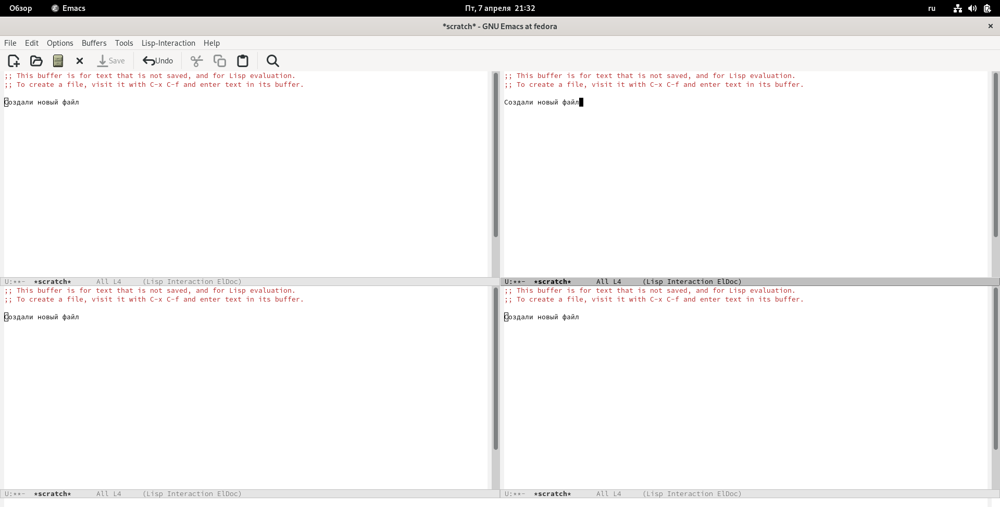 Обзор Emacs Пт, 7 апреля 21:32 ru
*scratch* - GNU Emacs at fedora
File Edit Options Buffers Tools Lisp-Interaction Help
Save Undo
;; This buffer is for text that is not saved, and for Lisp evaluation.
;; To create a file, visit it with C-x C-f and enter text in its buffer.
Создали новый файл
U:**- *scratch* All L4 (Lisp Interaction ElDoc)
;; This buffer is for text that is not saved, and for Lisp evaluation.
;; To create a file, visit it with C-x C-f and enter text in its buffer.
Создали новый файл
U:**- *scratch* All L4 (Lisp Interaction ElDoc)
;; This buffer is for text that is not saved, and for Lisp evaluation.
;; To create a file, visit it with C-x C-f and enter text in its buffer.
Создали новый файл
U:**- *scratch* All L4 (Lisp Interaction ElDoc)
;; This buffer is for text that is not saved, and for Lisp evaluation.
;; To create a file, visit it with C-x C-f and enter text in its buffer.
Создали новый файл
U:**- *scratch* All L4 (Lisp Interaction ElDoc)